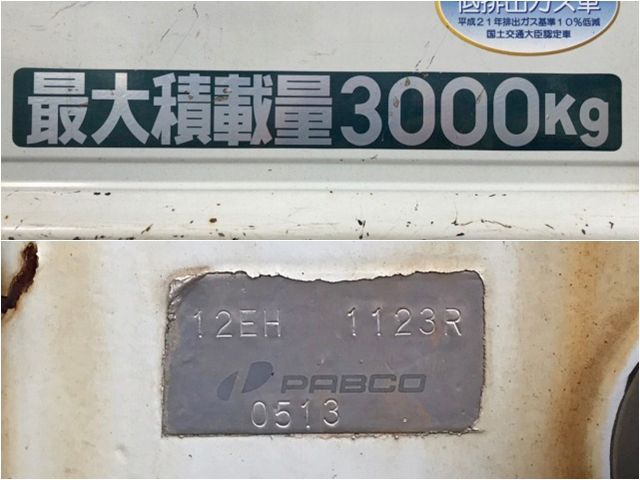 低排出ガス車
平成21年排出ガス基準10%低減
国土交通大臣認定車
最大積載量3000Kg
12EH 1123R
PABCO
0513